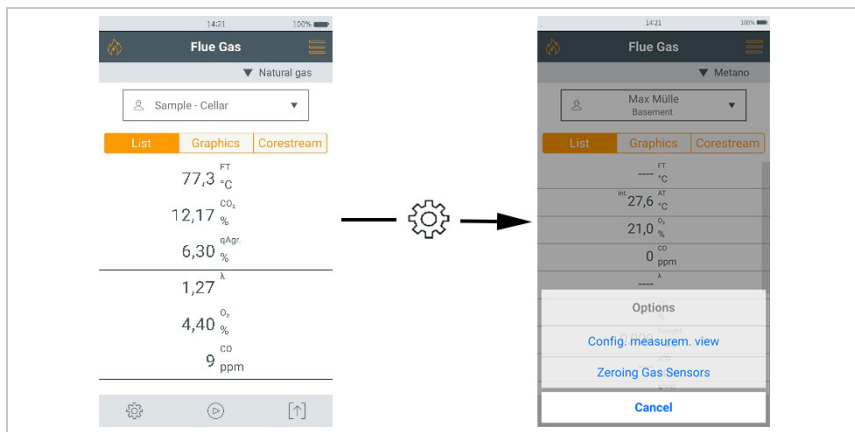 14:21 100%
Flue Gas
Natural gas
Sample - Cellar
List Graphics Corestream
77,3 FT °C
12,17 CO₂ %
6,30 qAgr. %
1,27 λ
4,40 O₂ %
9 CO ppm
14:21 100%
Flue Gas
Metano
Max Mülle
Basement
List Graphics Corestream
---- FT °C
Int. 27,6 AT °C
21,0 O₂ %
0 CO ppm
---- λ
Options
Config. measurem. view
Zeroing Gas Sensors
Cancel